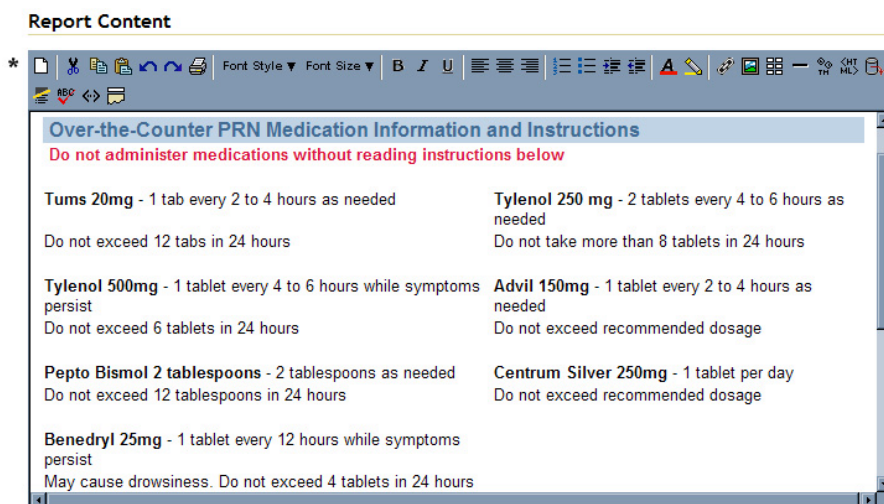 Report Content
* Font Style ▼ Font Size ▼ B I U
ABC
Over-the-Counter PRN Medication Information and Instructions
Do not administer medications without reading instructions below
Tums 20mg - 1 tab every 2 to 4 hours as needed
Do not exceed 12 tabs in 24 hours
Tylenol 250 mg - 2 tablets every 4 to 6 hours as
needed
Do not take more than 8 tablets in 24 hours
Tylenol 500mg - 1 tablet every 4 to 6 hours while symptoms
persist
Do not exceed 6 tablets in 24 hours
Advil 150mg - 1 tablet every 2 to 4 hours as
needed
Do not exceed recommended dosage
Pepto Bismol 2 tablespoons - 2 tablespoons as needed
Do not exceed 12 tablespoons in 24 hours
Centrum Silver 250mg - 1 tablet per day
Do not exceed recommended dosage
Benedryl 25mg - 1 tablet every 12 hours while symptoms
persist
May cause drowsiness. Do not exceed 4 tablets in 24 hours